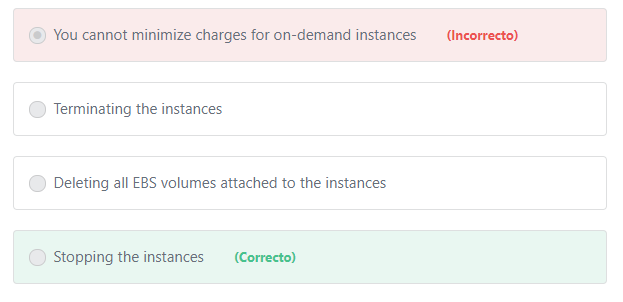 You cannot minimize charges for on-demand instances (Incorrecto)
Terminating the instances
Deleting all EBS volumes attached to the instances
Stopping the instances (Correcto)